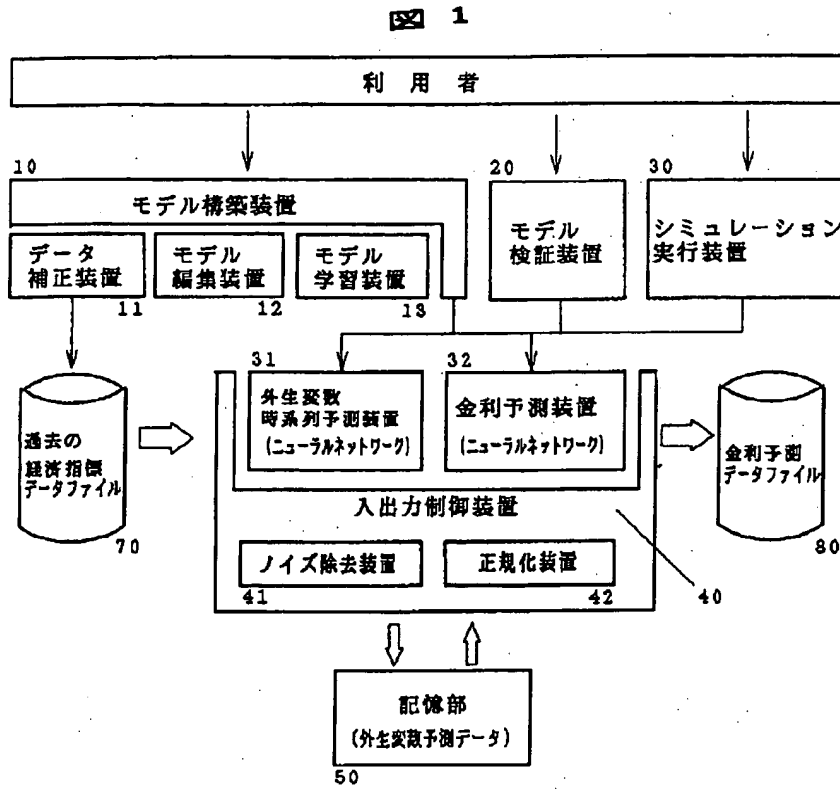 図 1
利 用 者
10
モデル構築装置
20
モデル
検証装置
30
シミュレーション
実行装置
データ
補正装置
11
モデル
編集装置
12
モデル
学習装置
13
31
外生変数
時系列予測装置
(ニューラルネットワーク)
32
金利予測装置
(ニューラルネットワーク)
過去の
経済指標
データファイル
70
金利予測
データファイル
80
入出力制御装置
ノイズ除去装置
41
正規化装置
42
40
記憶部
(外生変数予測データ)
50